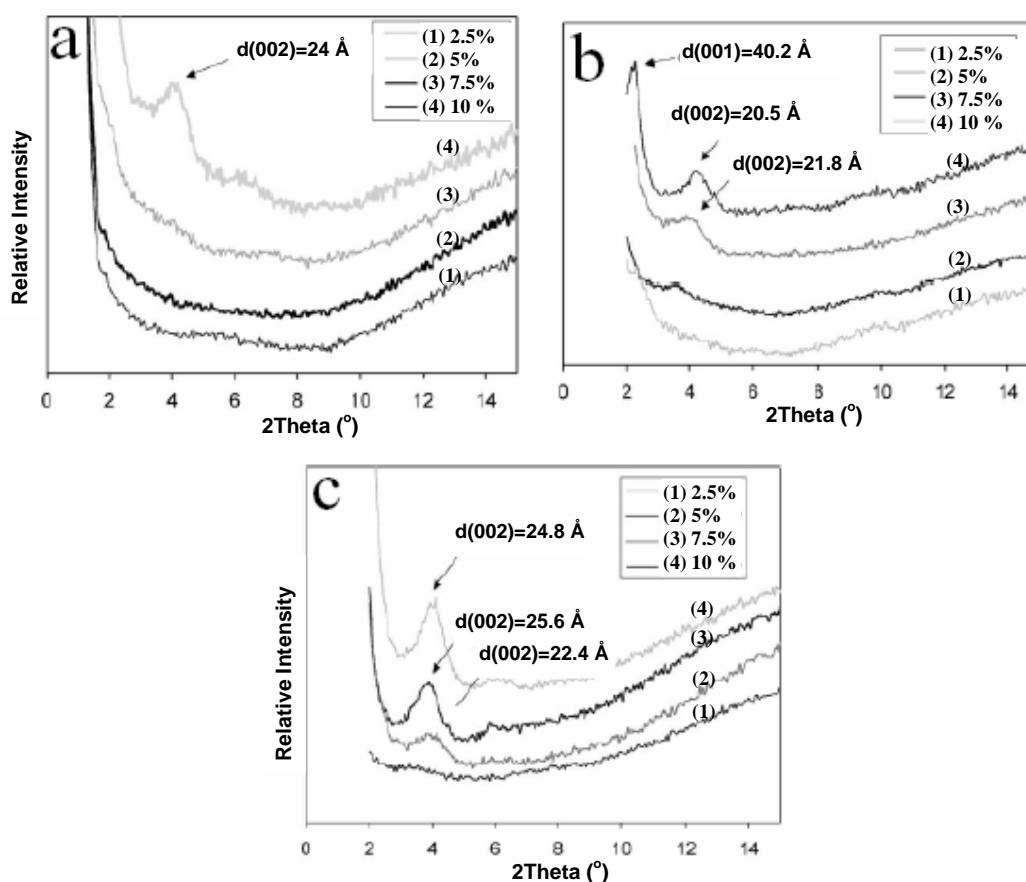 a
d(002)=24 Å
(1) 2.5%
(2) 5%
(3) 7.5%
(4) 10 %
(4)
(3)
(2)
(1)
Relative Intensity
0 2 4 6 8 10 12 14
2Theta (o)
b
d(001)=40.2 Å
d(002)=20.5 Å
d(002)=21.8 Å
(1) 2.5%
(2) 5%
(3) 7.5%
(4) 10 %
(4)
(3)
(2)
(1)
0 2 4 6 8 10 12 14
2Theta (o)
c
d(002)=24.8 Å
d(002)=25.6 Å
d(002)=22.4 Å
(1) 2.5%
(2) 5%
(3) 7.5%
(4) 10 %
(4)
(3)
(2)
(1)
Relative Intensity
0 2 4 6 8 10 12 14
2Theta (o)